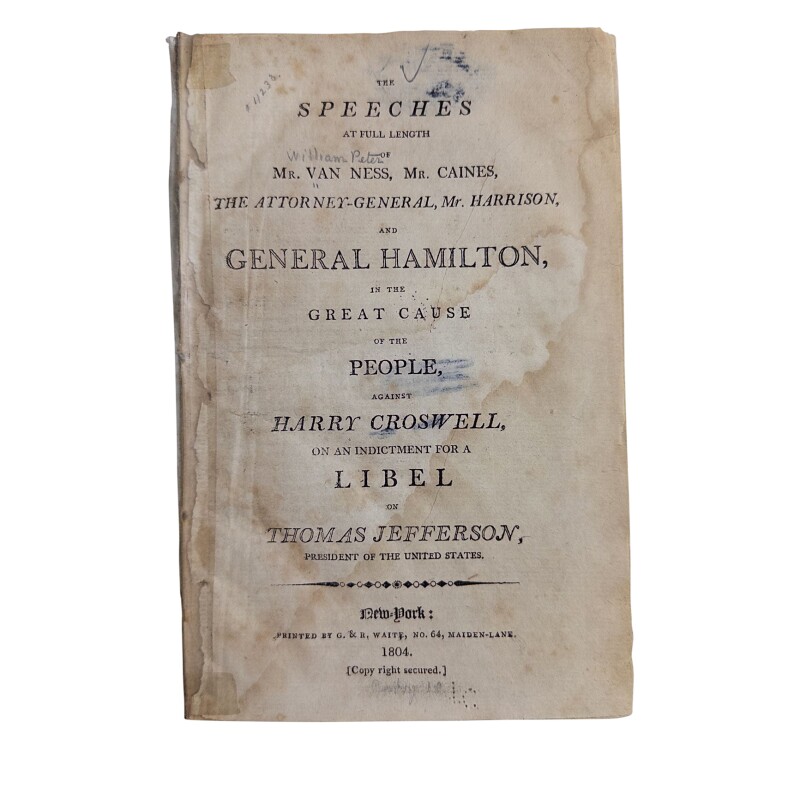 11233.
THE
SPEECHES
AT FULL LENGTH
OF
William Peter
MR. VAN NESS, MR. CAINES,
THE ATTORNEY-GENERAL, Mr. HARRISON,
AND
GENERAL HAMILTON,
IN THE
GREAT CAUSE
OF THE
PEOPLE,
AGAINST
HARRY CROSWELL,
ON AN INDICTMENT FOR A
LIBEL
ON
THOMAS JEFFERSON,
PRESIDENT OF THE UNITED STATES.
New-York:
PRINTED BY G. & R. WAITE, NO. 64, MAIDEN-LANE.
1804.
[Copy right secured.]